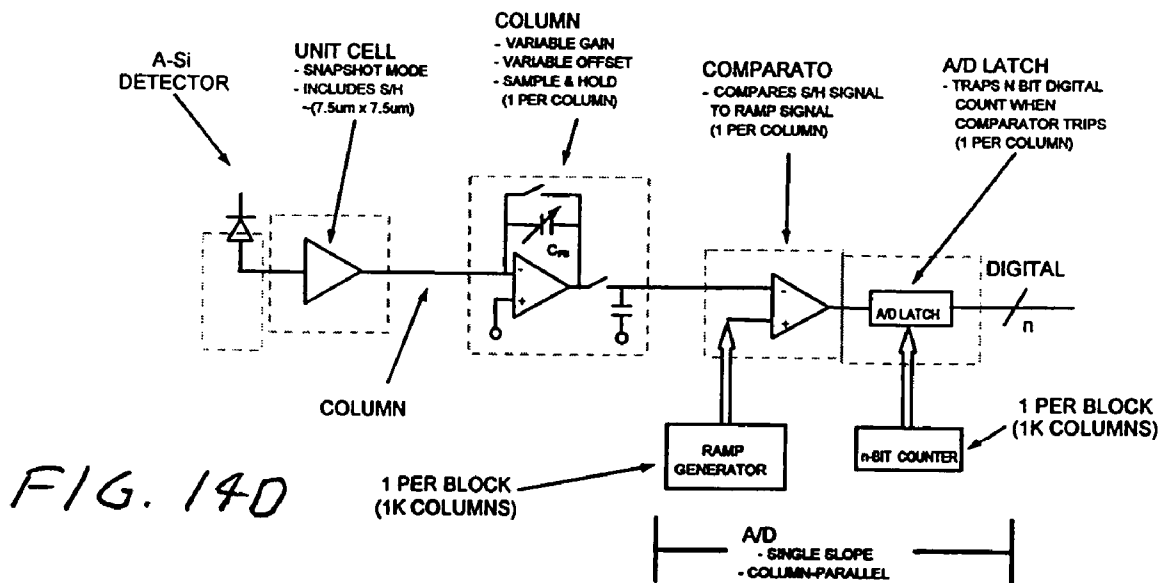 A-Si
DETECTOR
UNIT CELL
- SNAPSHOT MODE
- INCLUDES S/H
~(7.5um x 7.5um)
COLUMN
- VARIABLE GAIN
- VARIABLE OFFSET
- SAMPLE & HOLD
(1 PER COLUMN)
COMPARATO
- COMPARES S/H SIGNAL
TO RAMP SIGNAL
(1 PER COLUMN)
A/D LATCH
- TRAPS N BIT DIGITAL
COUNT WHEN
COMPARATOR TRIPS
(1 PER COLUMN)
CFB
-
+
-
+
A/D LATCH
DIGITAL
n
COLUMN
RAMP
GENERATOR
n-BIT COUNTER
1 PER BLOCK
(1K COLUMNS)
1 PER BLOCK
(1K COLUMNS)
FIG. 14D
A/D
- SINGLE SLOPE
- COLUMN-PARALLEL